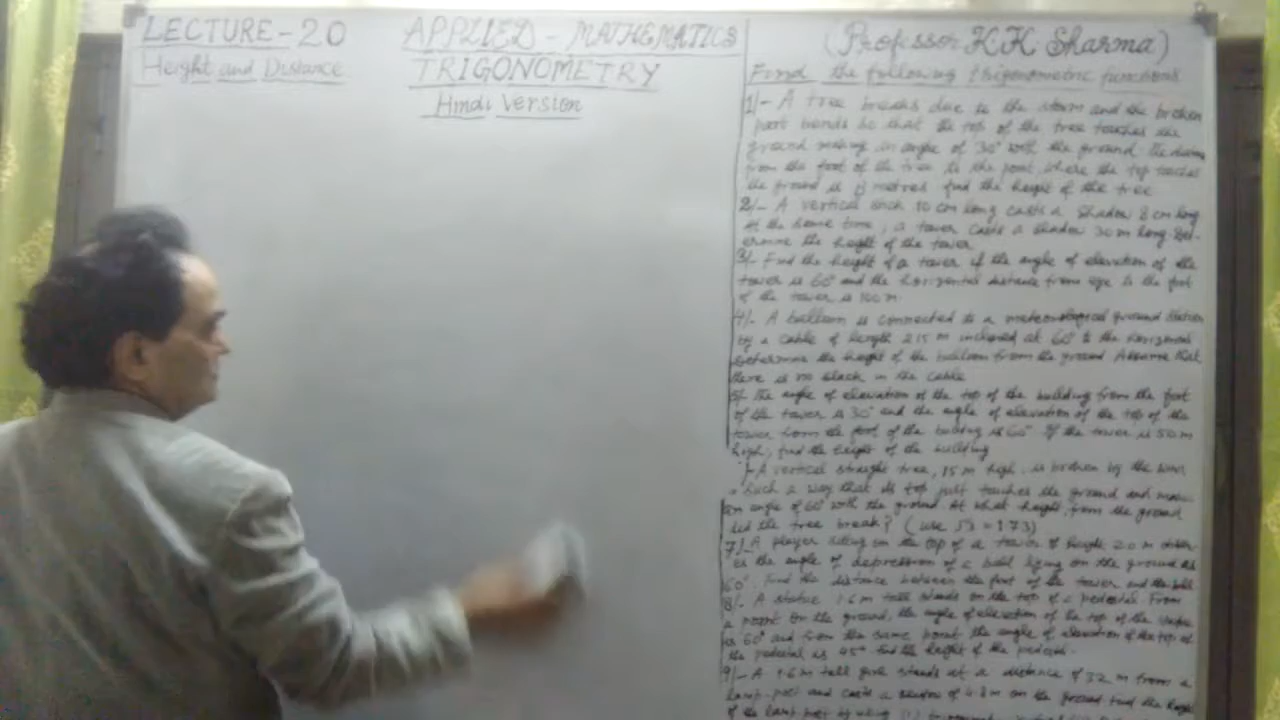 LECTURE-20
Height and Distance
APPLIED - MATHEMATICS
TRIGONOMETRY
Hindi Version
(Professor K K Sharma)
Find the following trigonometric functions
1/- A tree breaks due to the storm and the broken
part bends so that the top of the tree touches the
ground making an angle of 30° with the ground. The
from the foot of the tree to the point where the top touches
the ground is 8 metres find the height of the tree
2/- A vertical stick 10 cm long casts a shadow 8 cm long
At the same time, a tower casts a shadow 30 m long. Det-
ermine the height of the tower
3/- Find the height of a tower if the angle of elevation of the
tower is 60° and the horizontal distance from eye to the foot
of the tower is 100 m
4/- A balloon is connected to a meteorological ground station
by a cable of length 215 m inclined at 60° to the horizontal
Determine the height of the balloon from the ground Assume that
there is no slack in the cable
5/- The angle of elevation of the top of the building from the foot
of the tower is 30° and the angle of elevation of the top of the
tower from the foot of the building is 60° If the tower is 50 m
high, find the height of the building
A vertical straight tree, 15 m high, is broken by the wind
such a way that its top just touches the ground and make
an angle of 60° with the ground. At what height from the ground
did the tree break? (use √3 = 1.73)
7/- A player sitting on the top of a tower of height 20 m obser
es the angle of depression of a ball lying on the ground as
60°. Find the distance between the foot of the tower and the ball
8/- A statue 1.6 m tall stands on the top of a pedestal. From
a point on the ground, the angle of elevation of the top of the statue
is 60° and from the same point the angle of elevation of the top of
the pedestal is 45° find the height of the pedestal.
9/- A 1.6 m tall girl stands at a distance of 3.2 m from a
lamp-post and casts a shadow of 4.8 m on the ground find the height
of the lamp post by using